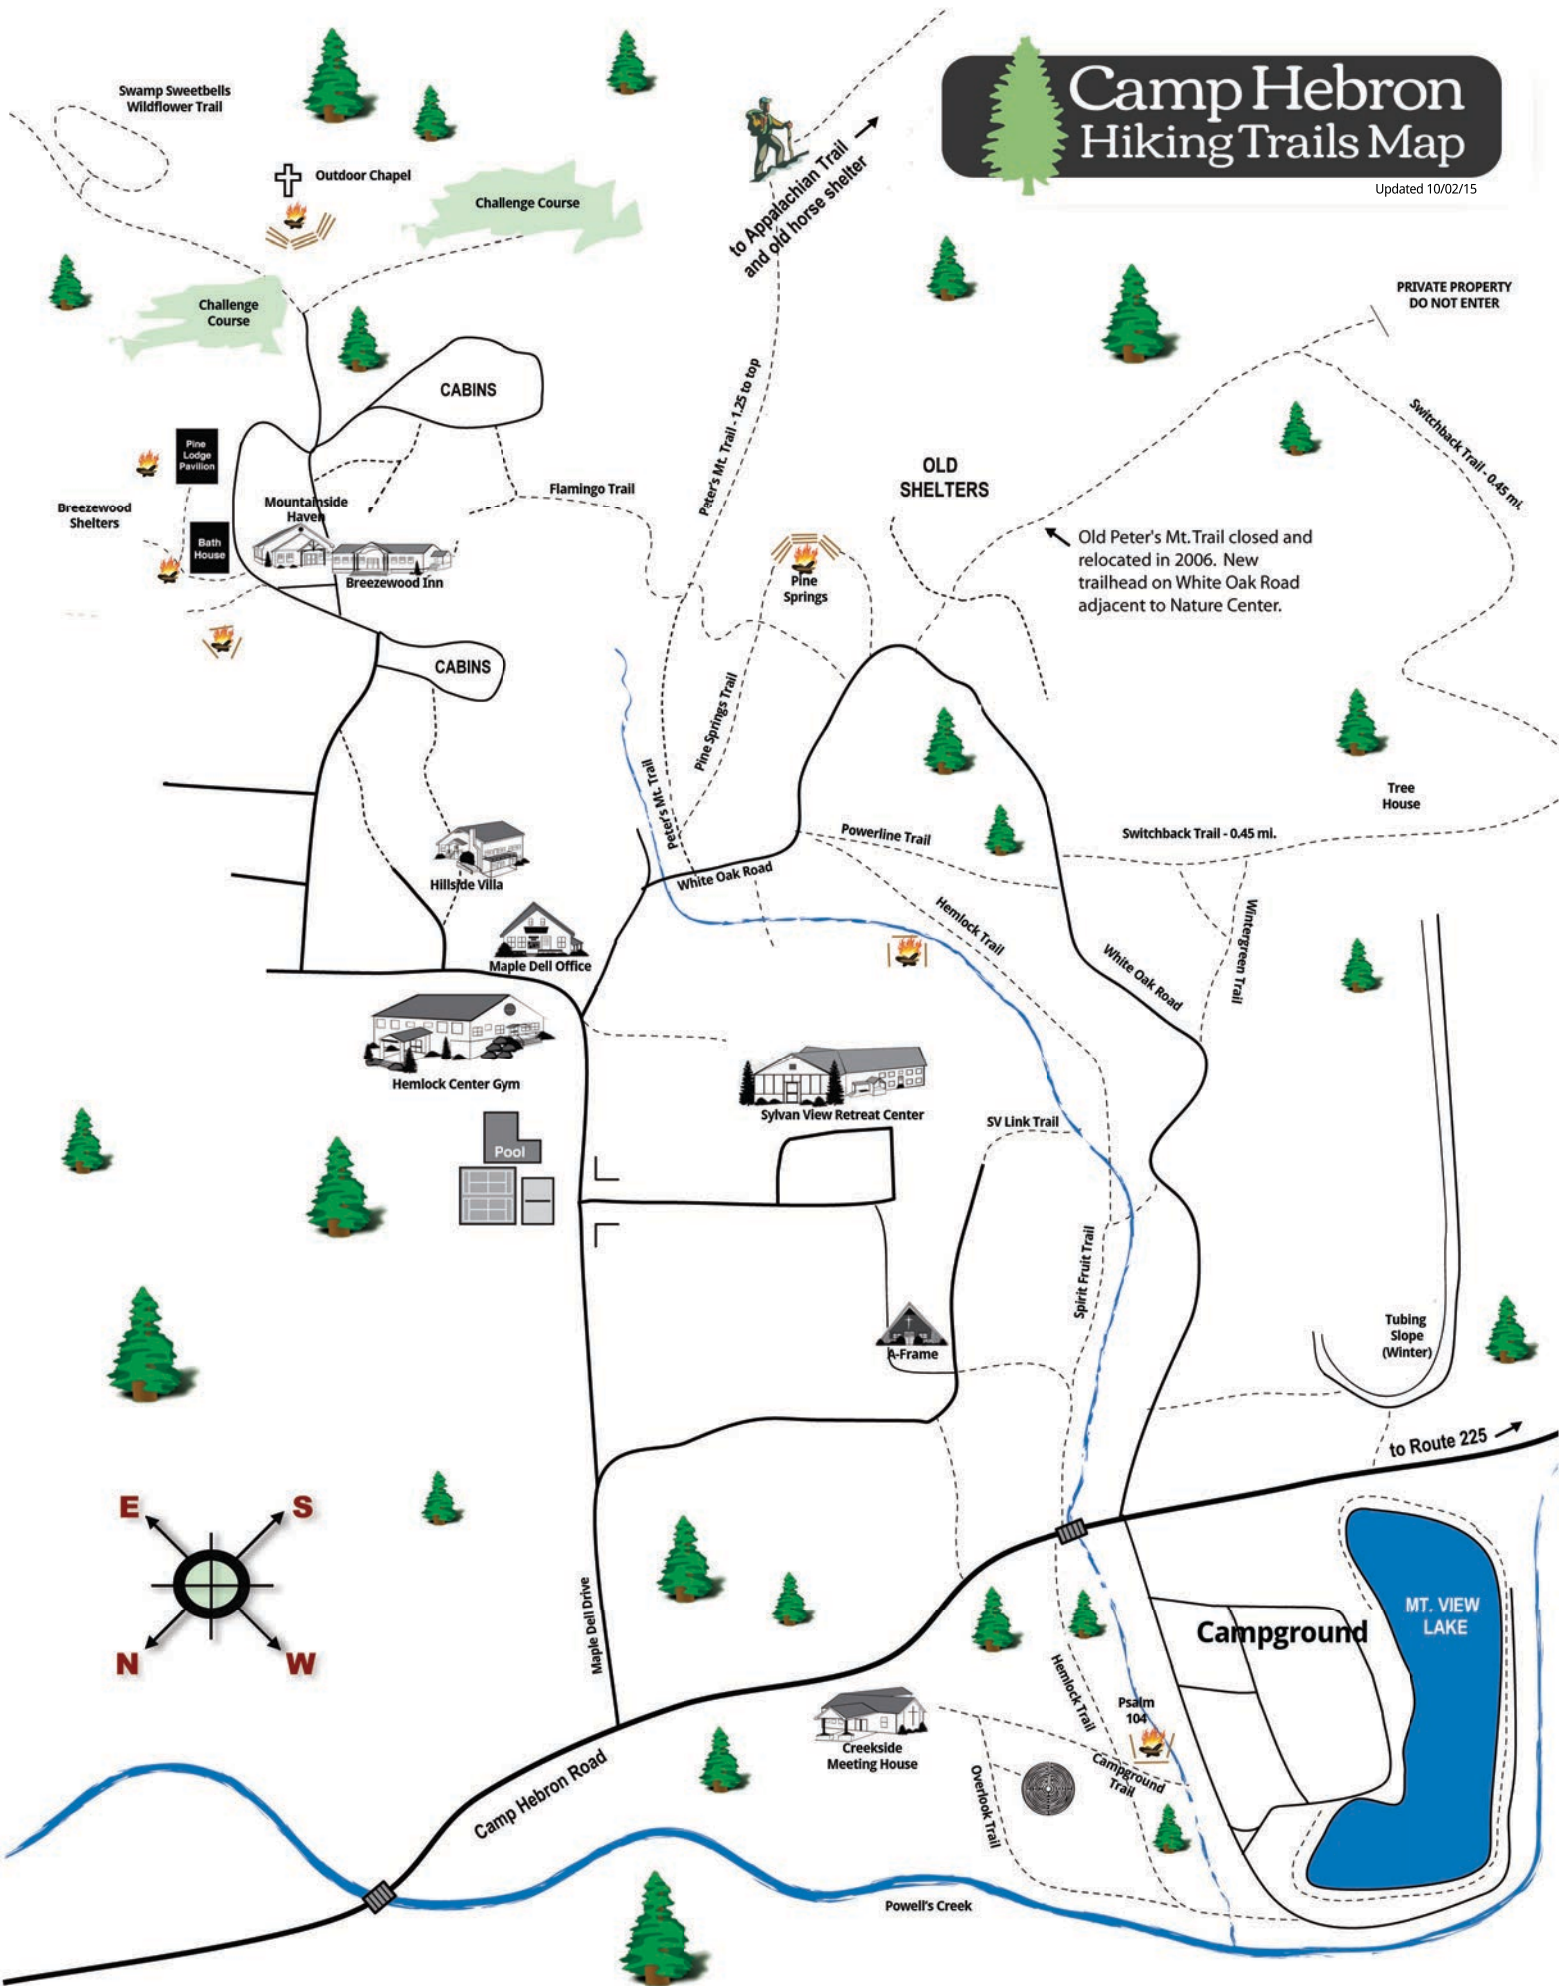 Camp Hebron
Hiking Trails Map
Updated 10/02/15
Swamp Sweetbells
Wildflower Trail
Outdoor Chapel
Challenge Course
to Appalachian Trail
and old horse shelter
Challenge
Course
PRIVATE PROPERTY
DO NOT ENTER
CABINS
Peter's Mt. Trail - 1.25 to top
Switchback Trail - 0.45 mi.
Pine
Lodge
Pavilion
OLD
SHELTERS
Flamingo Trail
Breezewood
Shelters
Mountainside
Haven
Bath
House
Breezewood Inn
Pine
Springs
Old Peter's Mt. Trail closed and
relocated in 2006. New
trailhead on White Oak Road
adjacent to Nature Center.
CABINS
Pine Springs Trail
Peter's Mt. Trail
Tree
House
Powerline Trail
Switchback Trail - 0.45 mi.
Hillside Villa
White Oak Road
Hemlock Trail
Wintergreen Trail
Maple Dell Office
White Oak Road
Hemlock Center Gym
Sylvan View Retreat Center
SV Link Trail
Pool
Spirit Fruit Trail
A-Frame
Tubing
Slope
(Winter)
to Route 225
E
S
N
W
Maple Dell Drive
MT. VIEW
LAKE
Campground
Hemlock Trail
Psalm
104
Creekside
Meeting House
Campground
Trail
Overlook Trail
Camp Hebron Road
Powell's Creek